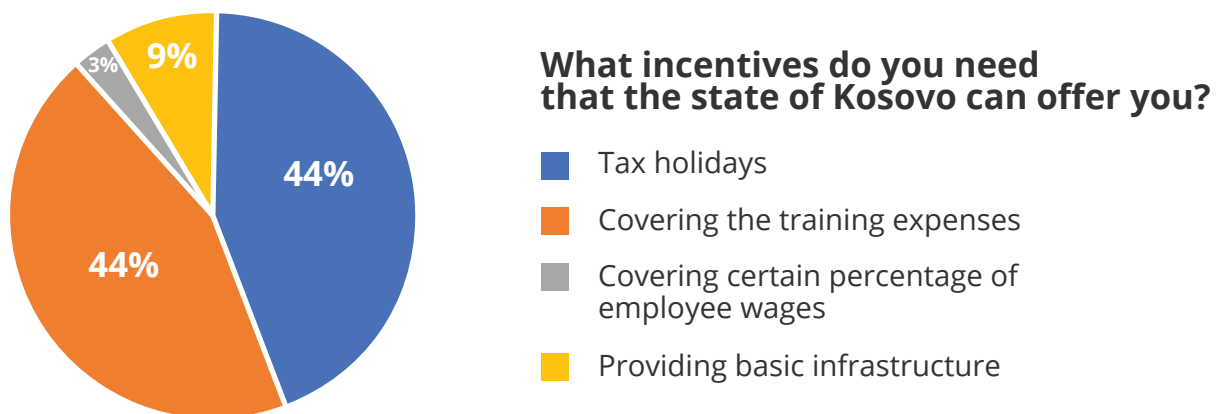 3%
9%
44%
44%
What incentives do you need
that the state of Kosovo can offer you?
Tax holidays
Covering the training expenses
Covering certain percentage of
employee wages
Providing basic infrastructure